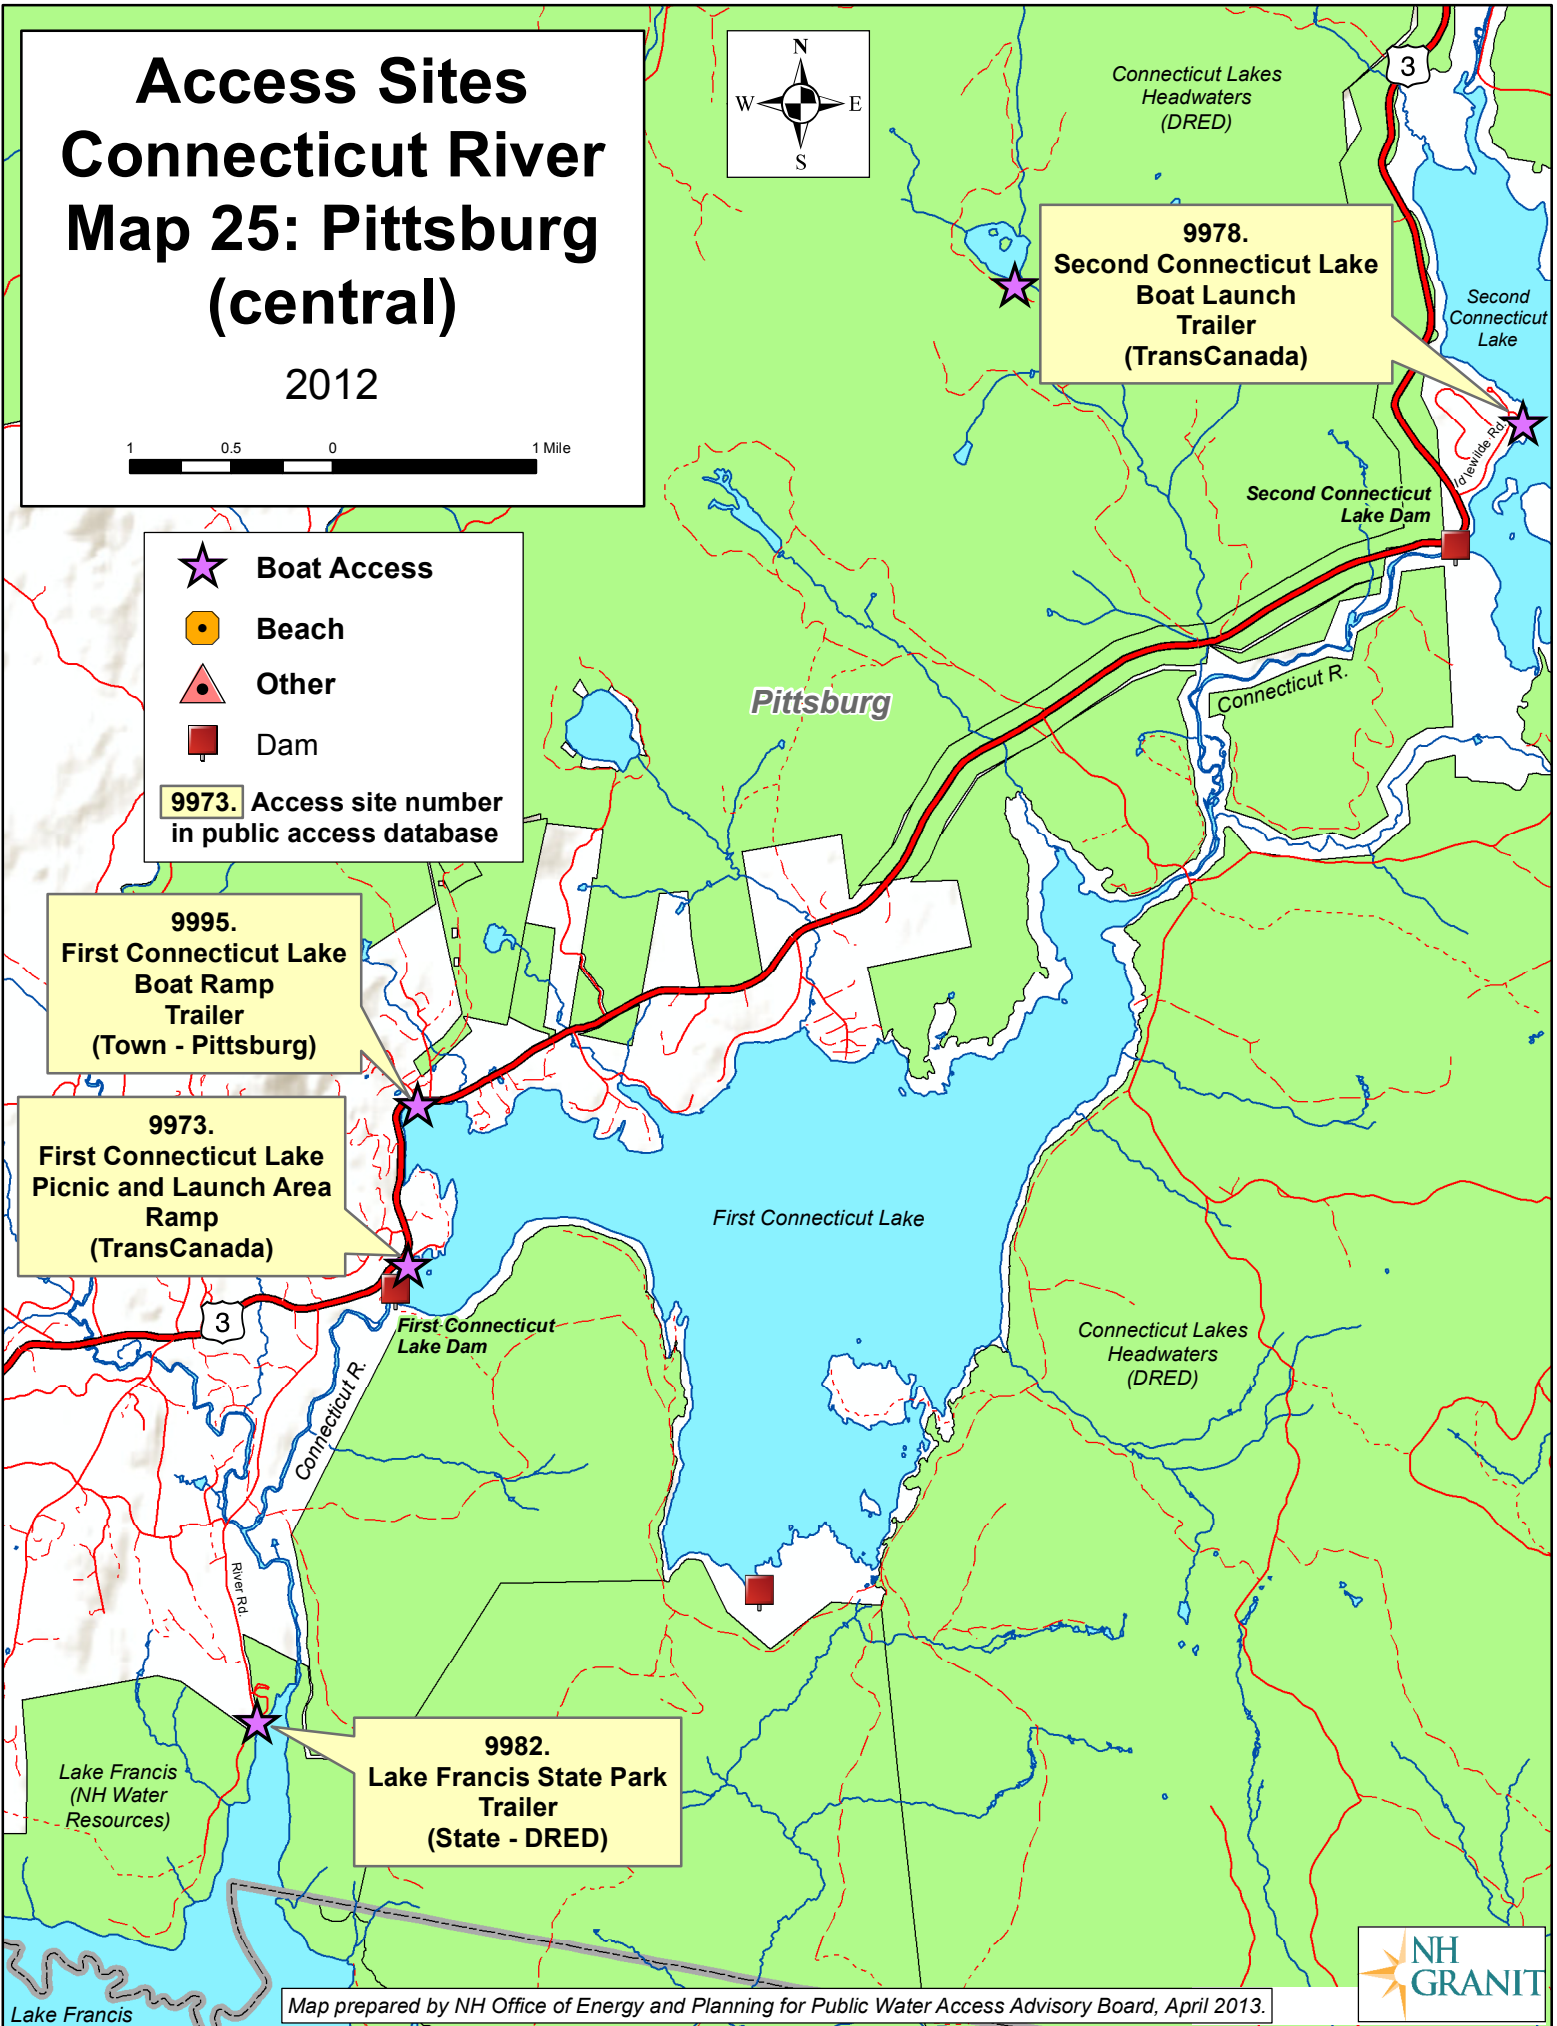 Access Sites
Connecticut River
Map 25: Pittsburg
(central)
2012
1 0.5 0 1 Mile
N
W E
S
Connecticut Lakes
Headwaters
(DRED)
3
9978.
Second Connecticut Lake
Boat Launch
Trailer
(TransCanada)
Second
Connecticut
Lake
Idlewilde Rd.
Second Connecticut
Lake Dam
Boat Access
Beach
Other
Dam
9973. Access site number
in public access database
Pittsburg
Connecticut R.
9995.
First Connecticut Lake
Boat Ramp
Trailer
(Town - Pittsburg)
9973.
First Connecticut Lake
Picnic and Launch Area
Ramp
(TransCanada)
First Connecticut Lake
3
First Connecticut
Lake Dam
Connecticut Lakes
Headwaters
(DRED)
Connecticut R.
River Rd.
9982.
Lake Francis State Park
Trailer
(State - DRED)
Lake Francis
(NH Water
Resources)
Lake Francis
Map prepared by NH Office of Energy and Planning for Public Water Access Advisory Board, April 2013.
NH
GRANIT